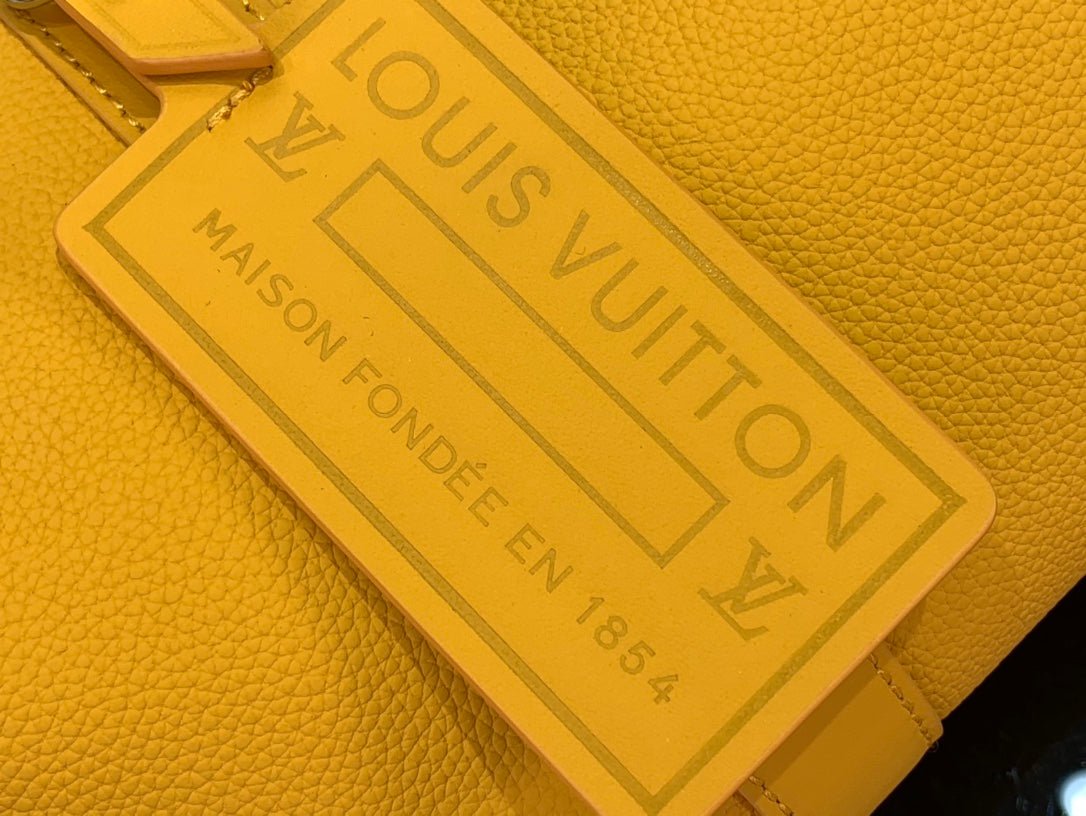 LOUIS VUITTON
LV
LV
MAISON FONDÉE EN 1854